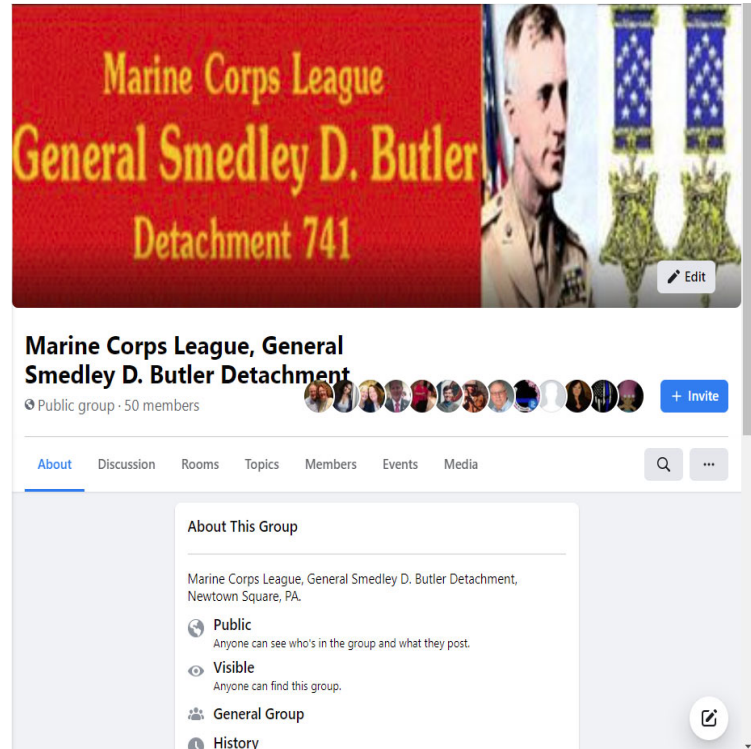 Marine Corps League
General Smedley D. Butler
Detachment 741
Edit
Marine Corps League, General
Smedley D. Butler Detachment
Public group · 50 members
+ Invite
About Discussion Rooms Topics Members Events Media
About This Group
Marine Corps League, General Smedley D. Butler Detachment,
Newtown Square, PA.
Public
Anyone can see who's in the group and what they post.
Visible
Anyone can find this group.
General Group
History